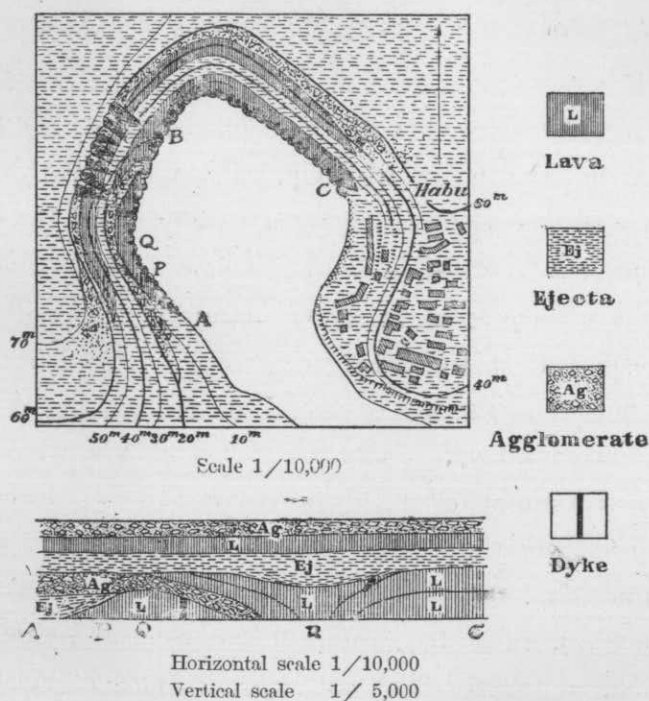 B
C
Habu
50m
Q
P
A
70m
60m
50m 40m 30m 20m 10m
40m
Scale 1/10,000
L
Lava
Ej
Ejecta
Ag
Agglomerate
Dyke
Ag
L
Ej
Ag
L
Ej
L
L
L
A P Q B C
Horizontal scale 1/10,000
Vertical scale 1/ 5,000